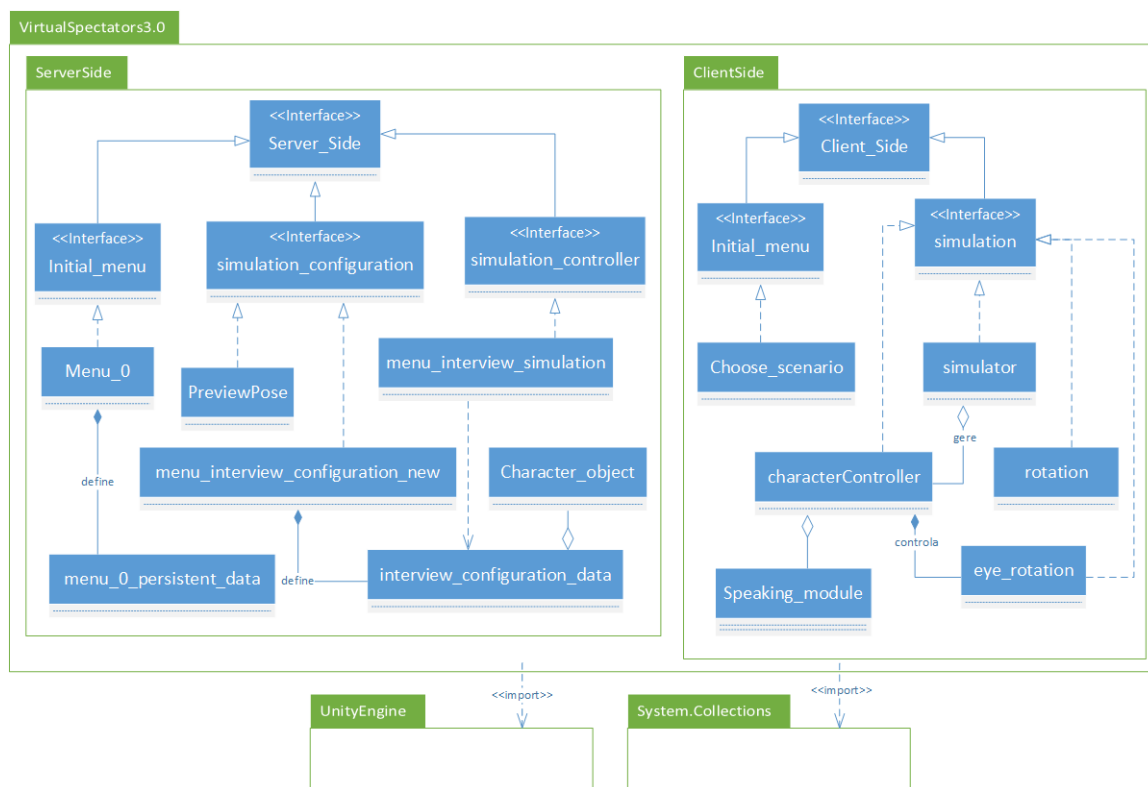 VirtualSpectators3.0
ServerSide
<<Interface>>
Server_Side
<<Interface>>
Initial_menu
<<Interface>>
simulation_configuration
<<Interface>>
simulation_controller
Menu_0
PreviewPose
menu_interview_simulation
define
menu_interview_configuration_new
Character_object
menu_0_persistent_data
define
interview_configuration_data
ClientSide
<<Interface>>
Client_Side
<<Interface>>
Initial_menu
<<Interface>>
simulation
Choose_scenario
simulator
gere
characterController
rotation
controla
eye_rotation
Speaking_module
<<import>>
<<import>>
UnityEngine
System.Collections